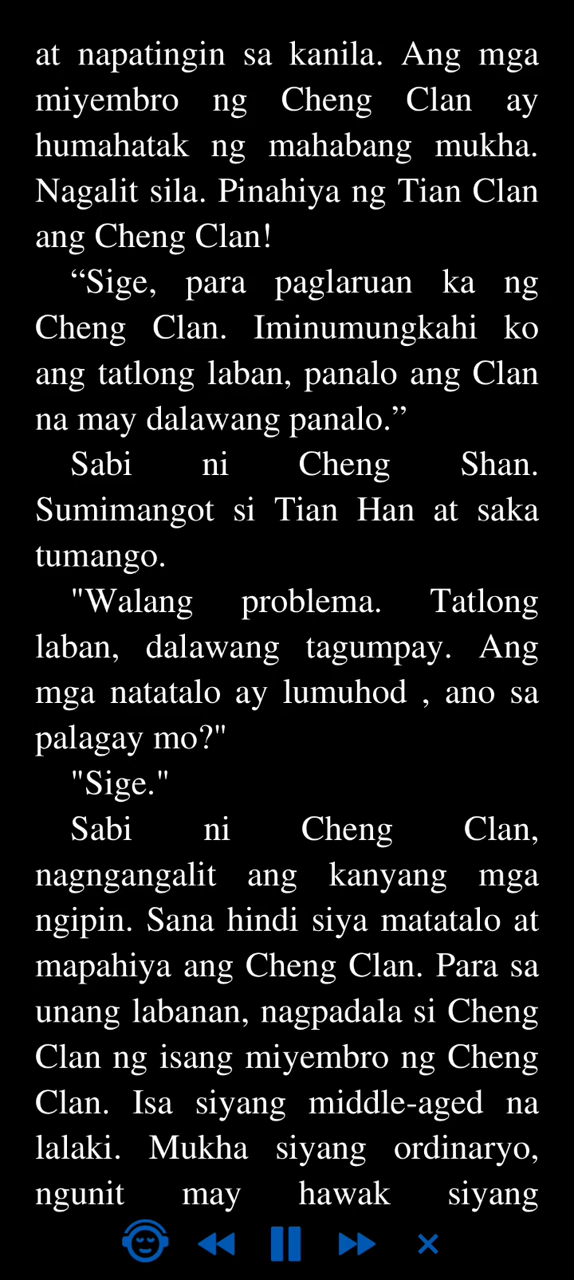 at napatingin sa kanila. Ang mga
miyembro ng Cheng Clan ay
humahatak ng mahabang mukha.
Nagalit sila. Pinahiya ng Tian Clan
ang Cheng Clan!
“Sige, para paglaruan ka ng
Cheng Clan. Iminumungkahi ko
ang tatlong laban, panalo ang Clan
na may dalawang panalo.”
Sabi ni Cheng Shan.
Sumimangot si Tian Han at saka
tumango.
"Walang problema. Tatlong
laban, dalawang tagumpay. Ang
mga natatalo ay lumuhod , ano sa
palagay mo?"
"Sige."
Sabi ni Cheng Clan,
nagngangalit ang kanyang mga
ngipin. Sana hindi siya matatalo at
mapahiya ang Cheng Clan. Para sa
unang labanan, nagpadala si Cheng
Clan ng isang miyembro ng Cheng
Clan. Isa siyang middle-aged na
lalaki. Mukha siyang ordinaryo,
ngunit may hawak siyang